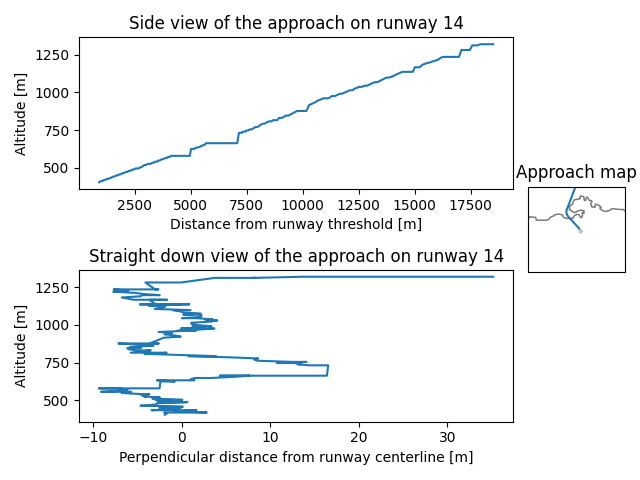 Side view of the approach on runway 14
Altitude [m]
1250
1000
750
500
2500
5000
7500
10000
12500
15000
17500
Distance from runway threshold [m]
Approach map
Straight down view of the approach on runway 14
Altitude [m]
1250
1000
750
500
−10
0
10
20
30
Perpendicular distance from runway centerline [m]